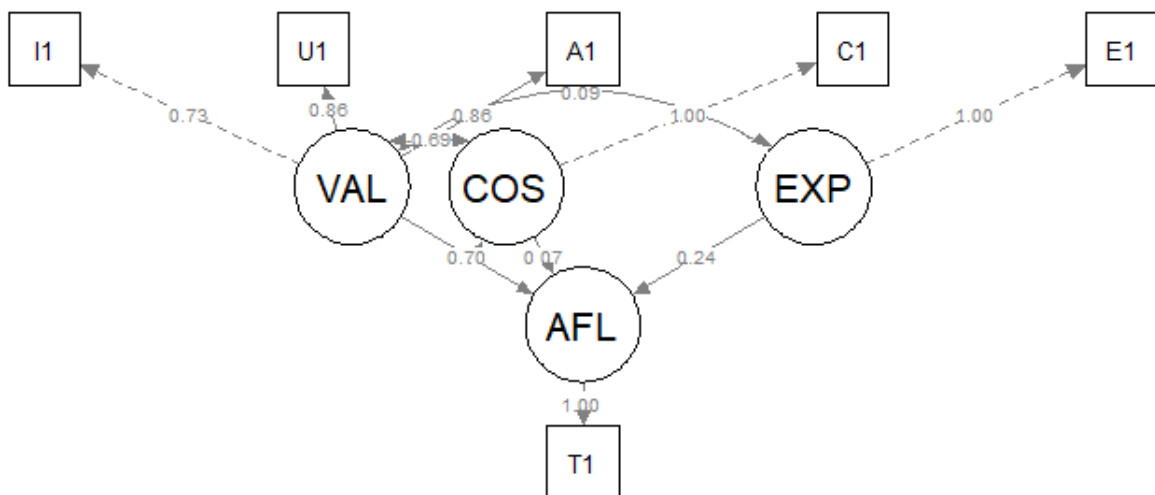 I1 U1 A1 C1 E1
0.73 0.86 0.86 0.09 1.00 1.00
-0.69
VAL COS EXP
0.70 0.07 0.24
AFL
1.00
T1